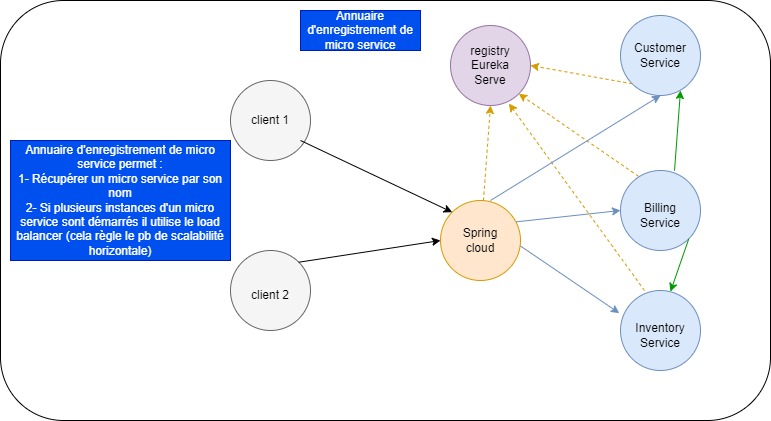 Annuaire
d'enregistrement de
micro service
registry
Eureka
Serve
Customer
Service
client 1
Annuaire d'enregistrement de micro
service permet :
1- Récupérer un micro service par son
nom
2- Si plusieurs instances d'un micro
service sont démarrés il utilise le load
balancer (cela règle le pb de scalabilité
horizontale)
Spring
cloud
Billing
Service
client 2
Inventory
Service